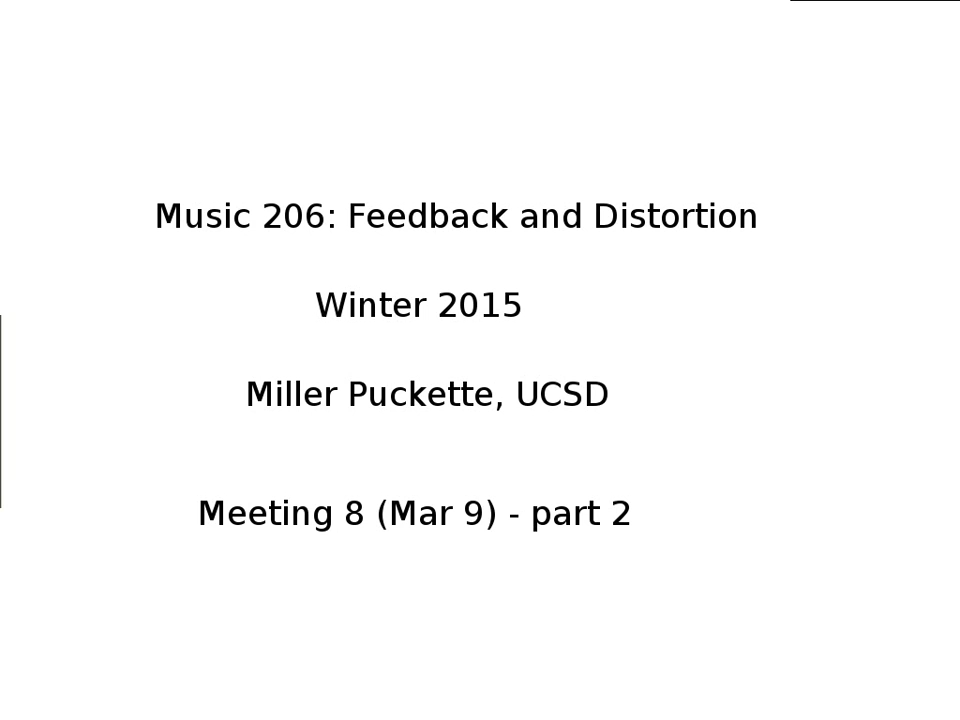 Music 206: Feedback and Distortion
Winter 2015
Miller Puckette, UCSD
Meeting 8 (Mar 9) - part 2